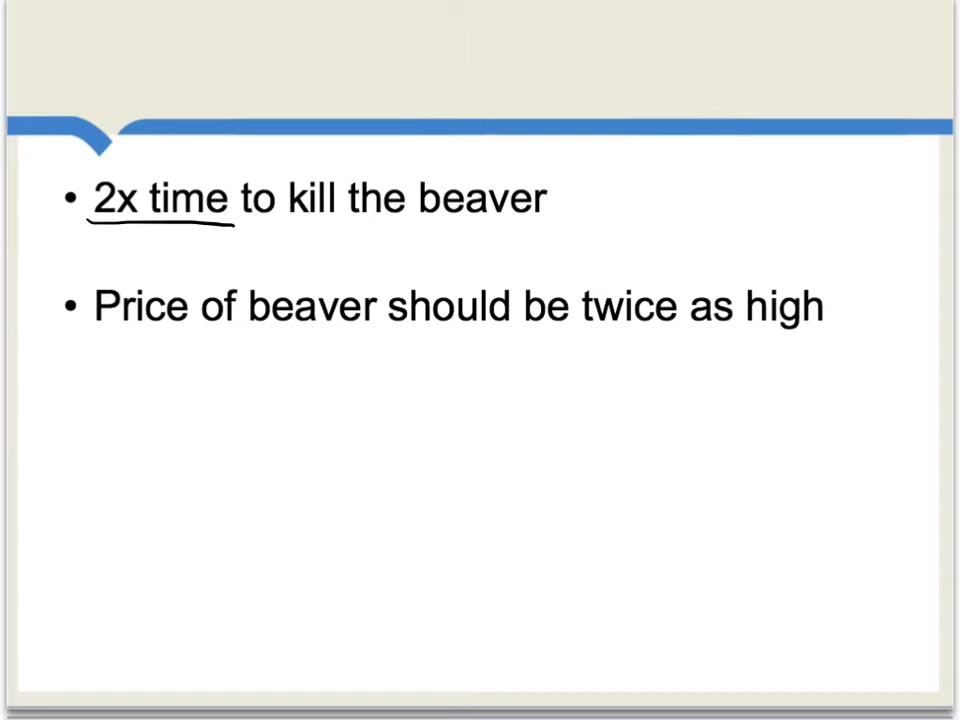 • 2x time to kill the beaver
• Price of beaver should be twice as high